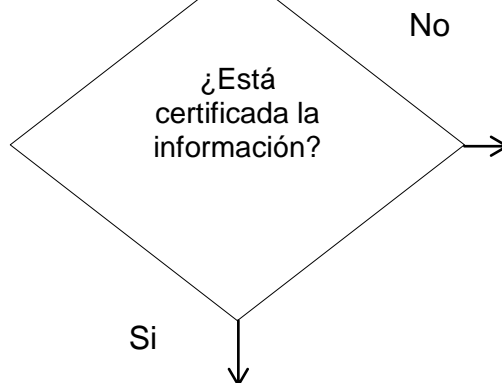 No
¿Está
certificada la
información?
Si